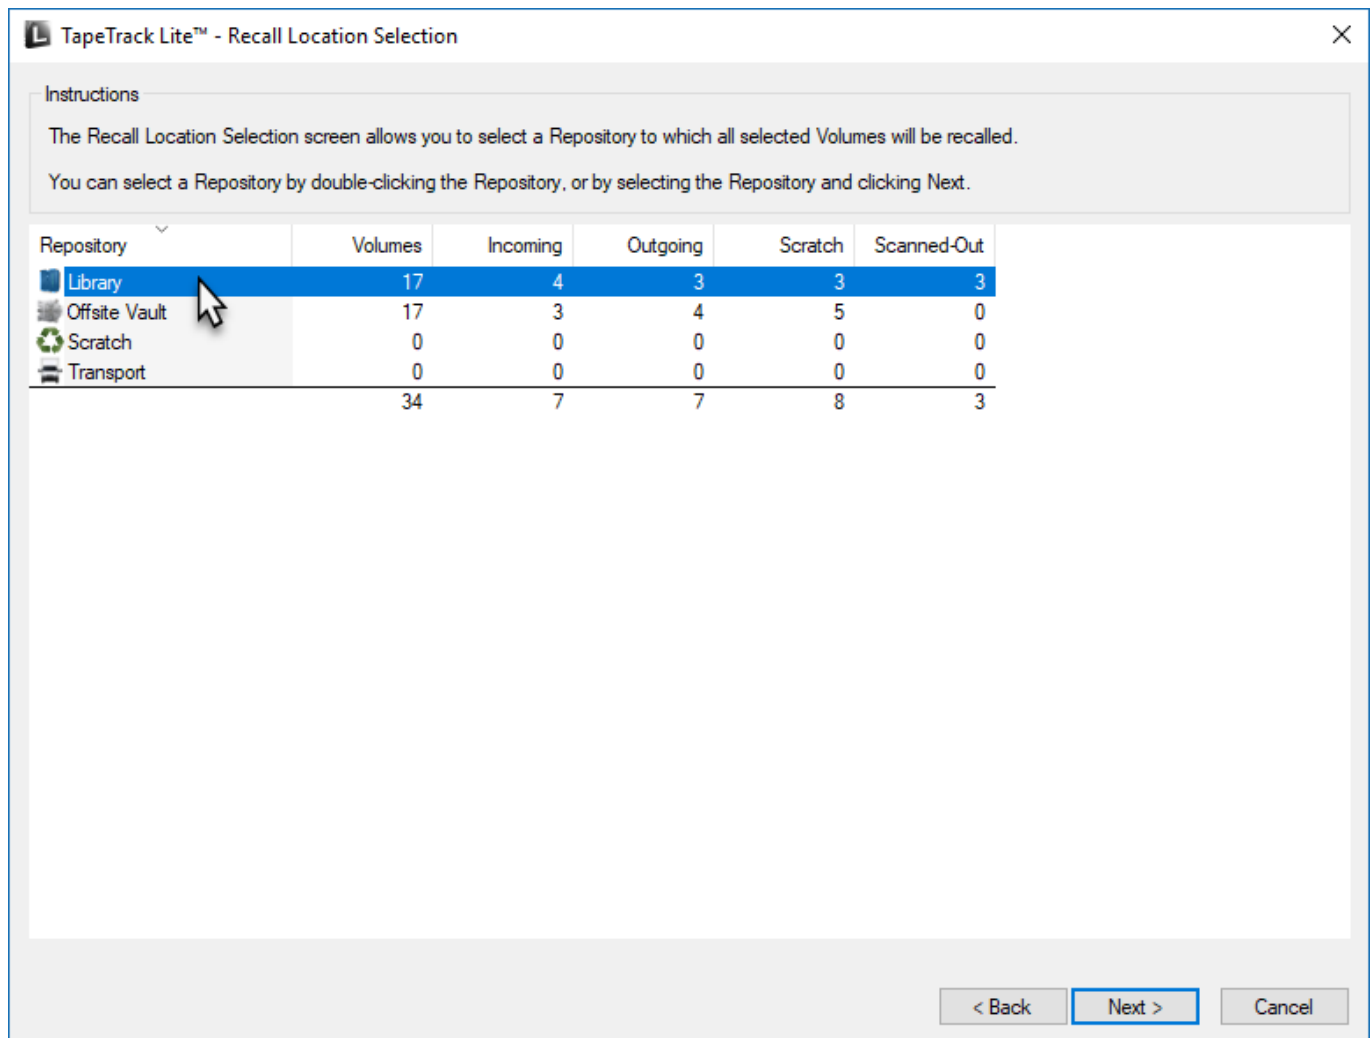 TapeTrack Lite™ - Recall Location Selection
Instructions
The Recall Location Selection screen allows you to select a Repository to which all selected Volumes will be recalled.
You can select a Repository by double-clicking the Repository, or by selecting the Repository and clicking Next.
Repository Volumes Incoming Outgoing Scratch Scanned-Out
Library 17 4 3 3 3
Offsite Vault 17 3 4 5 0
Scratch 0 0 0 0 0
Transport 0 0 0 0 0
34 7 7 8 3
< Back Next > Cancel